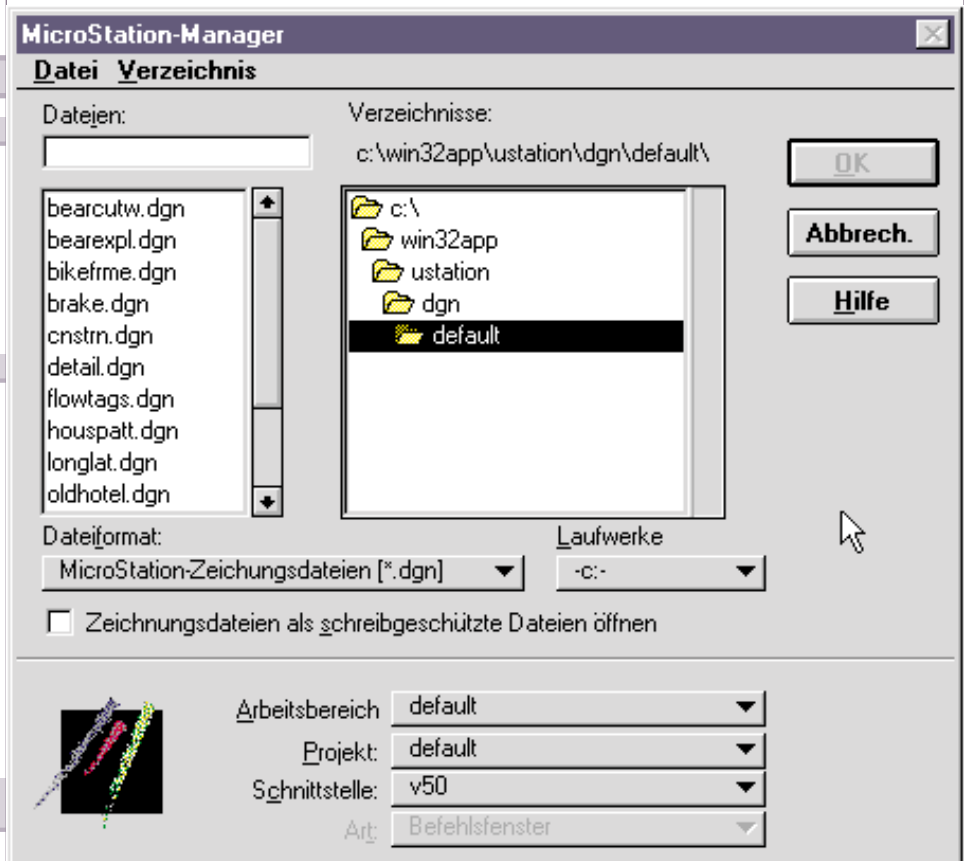 MicroStation-Manager
Datei Verzeichnis
Dateien:
Verzeichnisse:
c:\win32app\ustation\dgn\default\
OK
Abbrech.
Hilfe
bearcutw.dgn
bearexpl.dgn
bikefrme.dgn
brake.dgn
cnstrn.dgn
detail.dgn
flowtags.dgn
houspatt.dgn
longlat.dgn
oldhotel.dgn
c:\
win32app
ustation
dgn
default
Dateiformat:
MicroStation-Zeichungsdateien [*.dgn]
Laufwerke
-c:-
Zeichnungsdateien als schreibgeschützte Dateien öffnen
Arbeitsbereich default
Projekt: default
Schnittstelle: v50
Art: Befehlsfenster